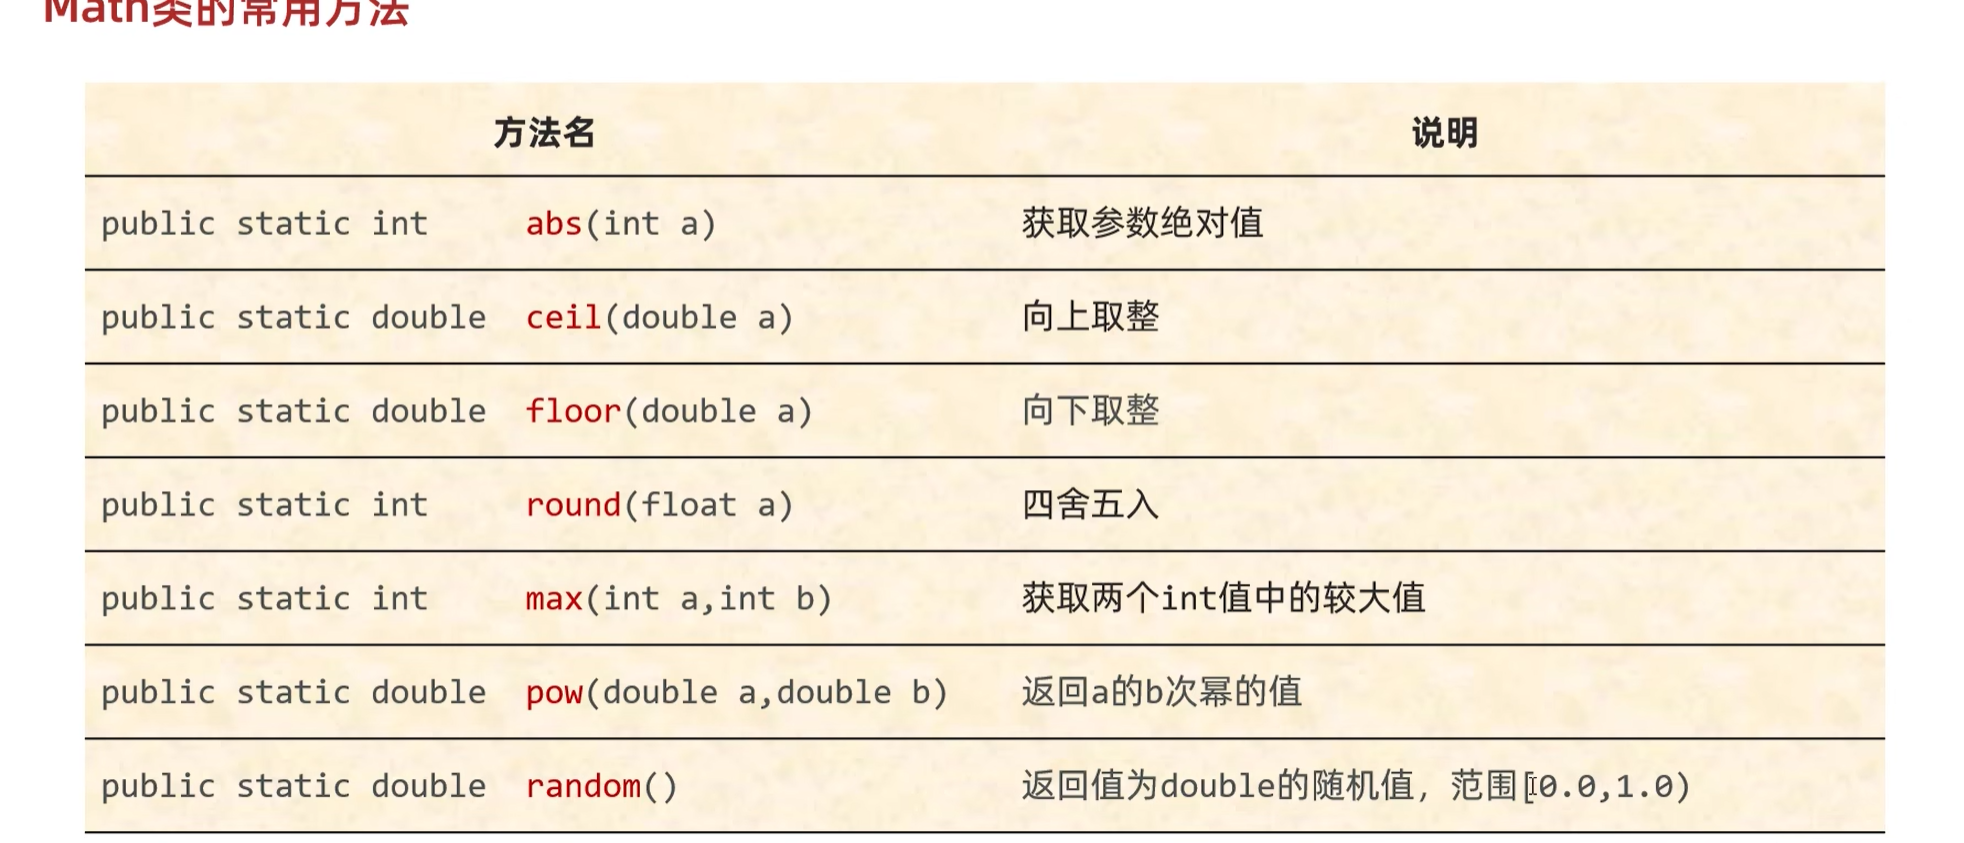 Math类的常用方法
方法名 说明
public static int abs(int a) 获取参数绝对值
public static double ceil(double a) 向上取整
public static double floor(double a) 向下取整
public static int round(float a) 四舍五入
public static int max(int a,int b) 获取两个int值中的较大值
public static double pow(double a,double b) 返回a的b次幂的值
public static double random() 返回值为double的随机值，范围[0.0,1.0)